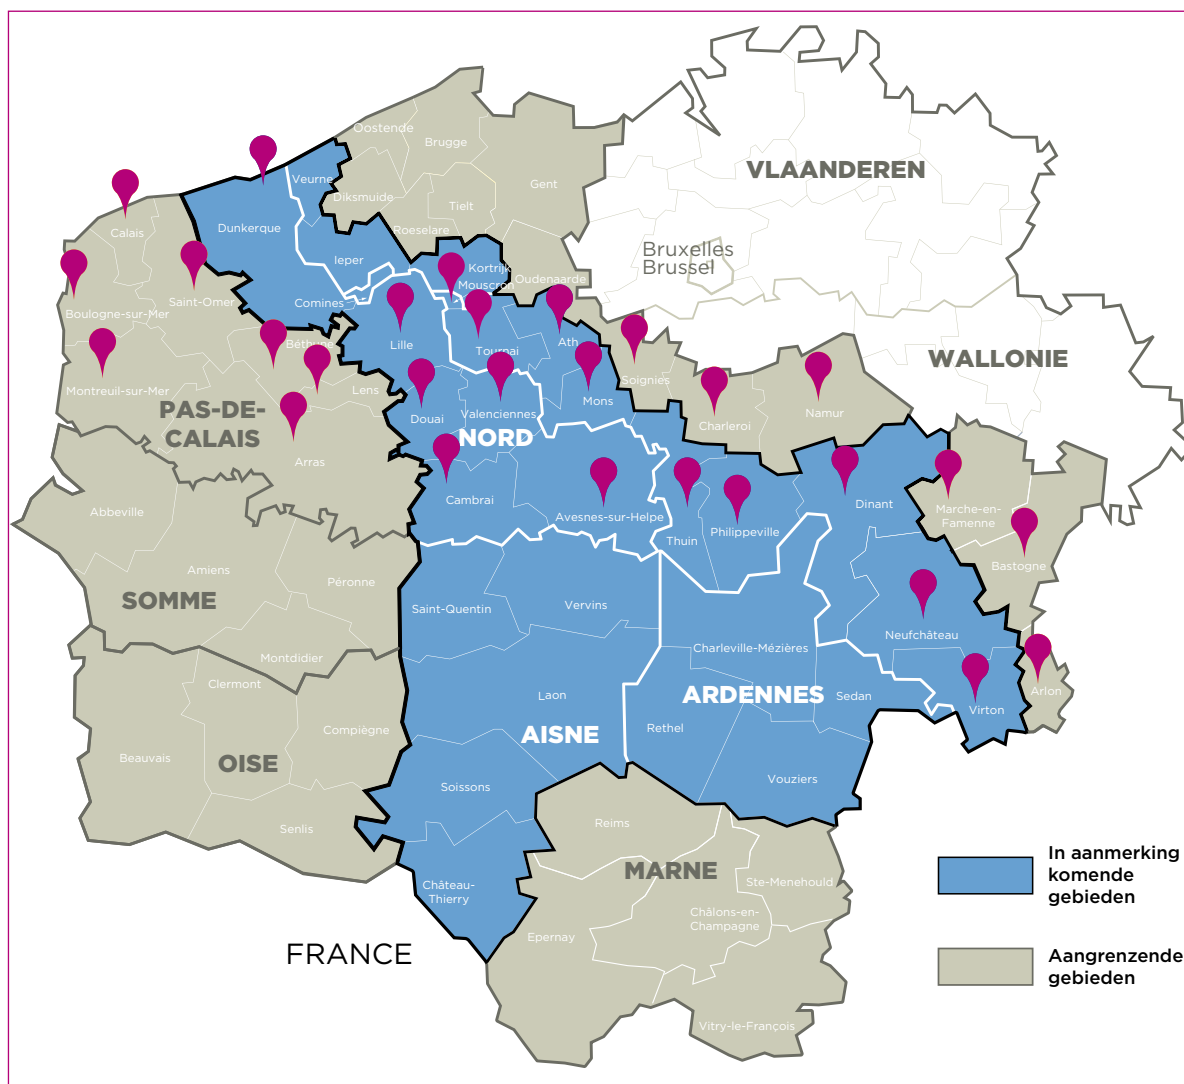 Oostende
Brugge
VLAANDEREN
Veurne
Gent
Diksmuide
Tielt
Calais
Dunkerque
Roeselare
Bruxelles
Brussel
Ieper
Kortrijk
Oudenaarde
Mouscron
Saint-Omer
Comines
Boulogne-sur-Mer
Béthune
Lille
Tournai
Ath
WALLONIE
Soignies
Montreuil-sur-Mer
Lens
Mons
PAS-DE-
CALAIS
Douai
Valenciennes
Charleroi
Namur
NORD
Arras
Cambrai
Dinant
Abbeville
Avesnes-sur-Helpe
Thuin
Philippeville
Marche-en-
Famenne
Amiens
Péronne
Bastogne
SOMME
Saint-Quentin
Vervins
Neufchâteau
Montdidier
Charleville-Mézières
Clermont
Laon
ARDENNES
Sedan
Arlon
Virton
Compiègne
Rethel
AISNE
Beauvais
OISE
Soissons
Vouziers
Senlis
Reims
MARNE
Château-
Thierry
Ste-Menehould
Châlons-en-
Champagne
Epernay
FRANCE
Vitry-le-François
In aanmerking
komende
gebieden
Aangrenzende
gebieden